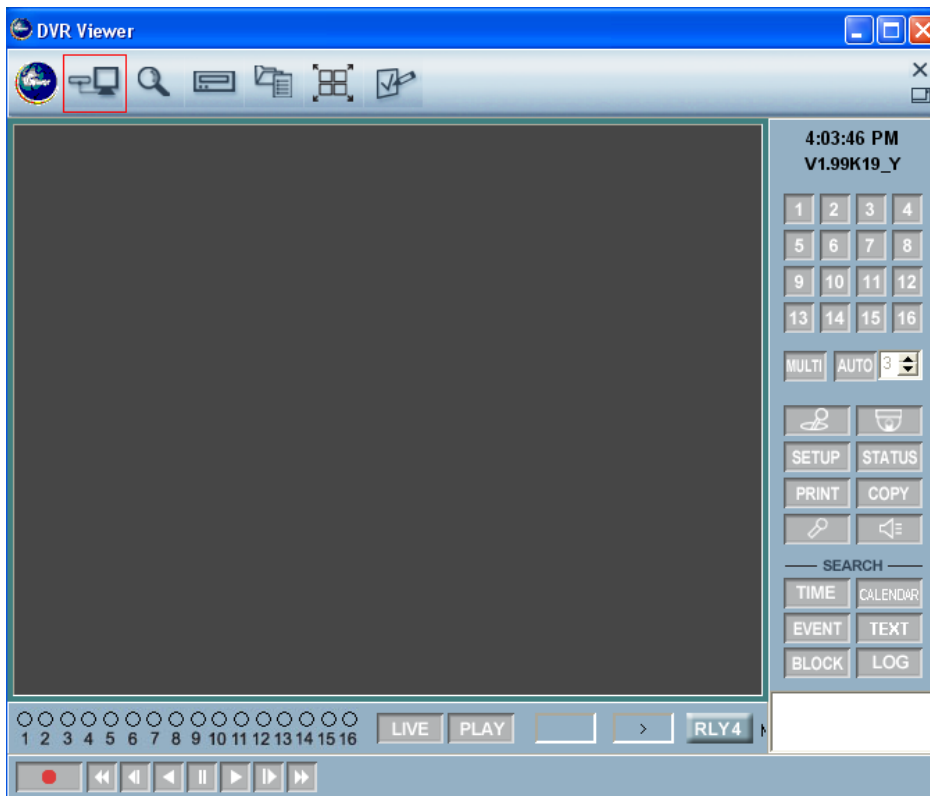 DVR Viewer
4:03:46 PM
V1.99K19_Y
1 2 3 4
5 6 7 8
9 10 11 12
13 14 15 16
MULTI AUTO 3
SETUP STATUS
PRINT COPY
SEARCH
TIME CALENDAR
EVENT TEXT
BLOCK LOG
1 2 3 4 5 6 7 8 9 10 11 12 13 14 15 16
LIVE PLAY > RLY4